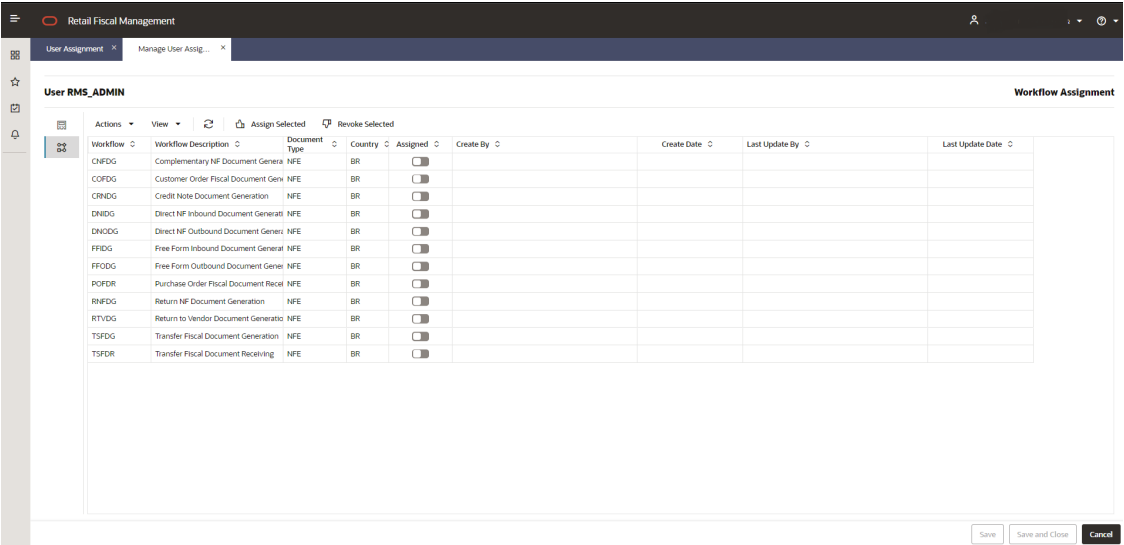 Retail Fiscal Management
User Assignment × Manage User Assig... ×
User RMS_ADMIN Workflow Assignment
Actions View Assign Selected Revoke Selected
Workflow Workflow Description Document Type Country Assigned Create By Create Date Last Update By Last Update Date
CNFDG Complementary NF Document Genera NFE BR
COFDG Customer Order Fiscal Document Gen NFE BR
CRNDG Credit Note Document Generation NFE BR
DNIDG Direct NF Inbound Document Generati NFE BR
DNODG Direct NF Outbound Document Genera NFE BR
FFIDG Free Form Inbound Document Generat NFE BR
FFODG Free Form Outbound Document Gener NFE BR
POFDR Purchase Order Fiscal Document Recei NFE BR
RNFDG Return NF Document Generation NFE BR
RTVDG Return to Vendor Document Generatio NFE BR
TSFDG Transfer Fiscal Document Generation NFE BR
TSFDR Transfer Fiscal Document Receiving NFE BR
Save Save and Close Cancel